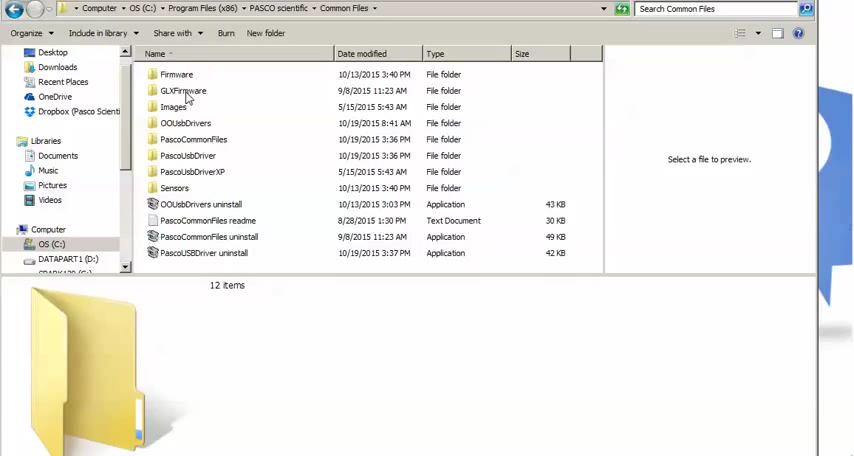 Computer ▸ OS (C:) ▸ Program Files (x86) ▸ PASCO scientific ▸ Common Files ▸
Search Common Files
Organize Include in library Share with Burn New folder
Desktop
Downloads
Recent Places
OneDrive
Dropbox (Pasco Scienti
Libraries
Documents
Music
Pictures
Videos
Computer
OS (C:)
DATAPART1 (D:)
Name Date modified Type Size
Firmware 10/13/2015 3:40 PM File folder
GLXFirmware 9/8/2015 11:23 AM File folder
Images 5/15/2015 5:43 AM File folder
OOUsbDrivers 10/19/2015 8:41 AM File folder
PascoCommonFiles 10/19/2015 3:36 PM File folder
PascoUsbDriver 10/19/2015 3:36 PM File folder
PascoUsbDriverXP 5/15/2015 5:43 AM File folder
Sensors 10/13/2015 3:40 PM File folder
OOUsbDrivers uninstall 10/13/2015 3:03 PM Application 43 KB
PascoCommonFiles readme 8/28/2015 1:30 PM Text Document 30 KB
PascoCommonFiles uninstall 9/8/2015 11:23 AM Application 49 KB
PascoUSBDriver uninstall 10/19/2015 3:37 PM Application 42 KB
Select a file to preview.
12 items